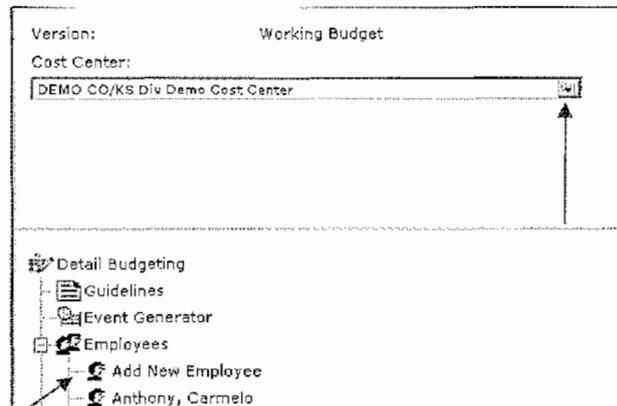 Version: Working Budget
Cost Center:
DEMO CO/KS Div Demo Cost Center
Detail Budgeting
Guidelines
Event Generator
Employees
Add New Employee
Anthony, Carmelo